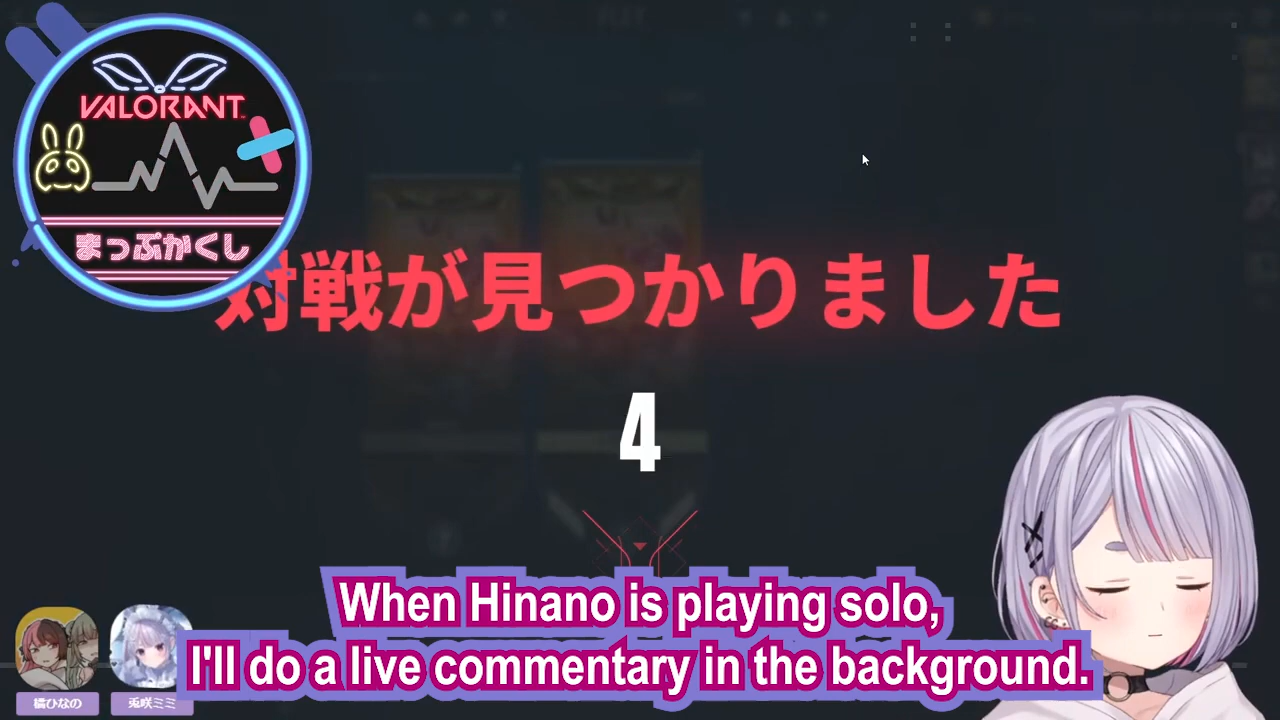 VALORANT
まっぷかくし
対戦が見つかりました
4
When Hinano is playing solo,
I'll do a live commentary in the background.
橘ひなの
兎咲ミミ